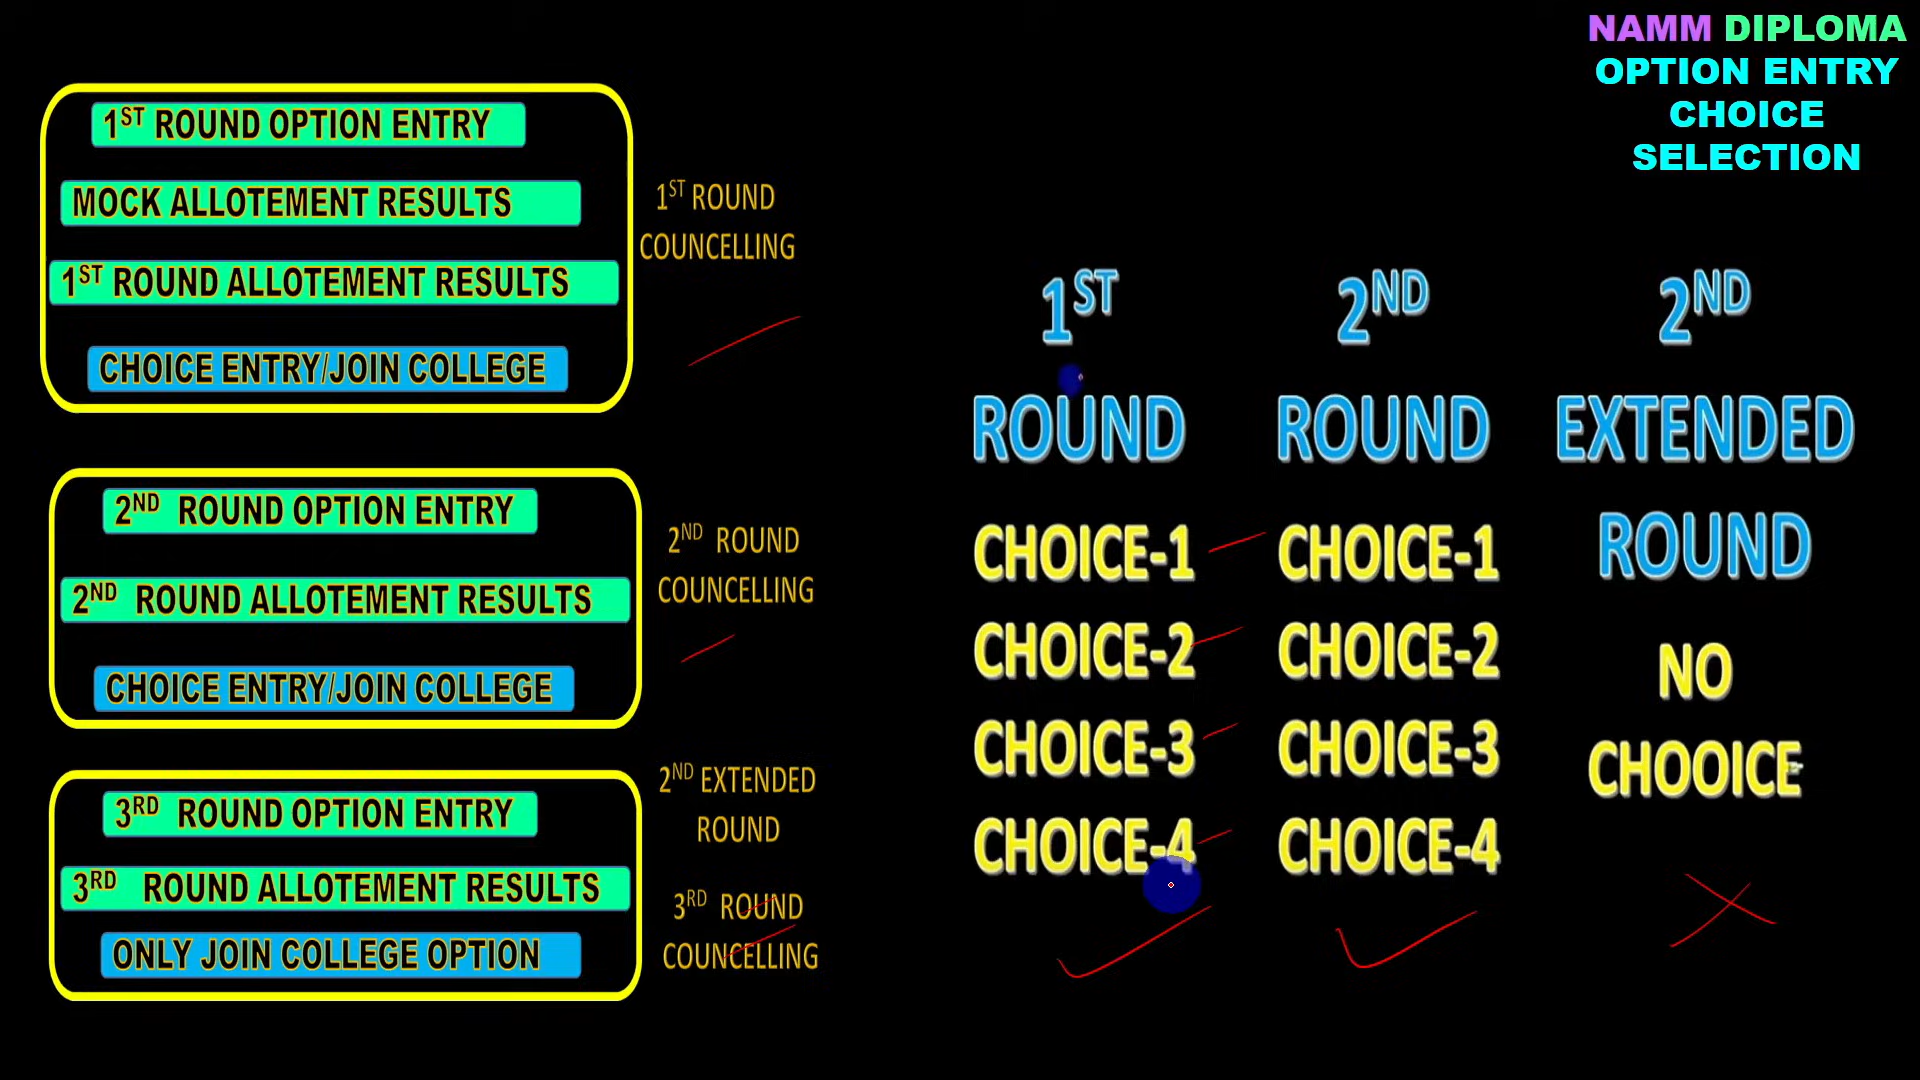 NAMM DIPLOMA
OPTION ENTRY
CHOICE
SELECTION
1ST ROUND OPTION ENTRY
MOCK ALLOTEMENT RESULTS
1ST ROUND ALLOTEMENT RESULTS
CHOICE ENTRY/JOIN COLLEGE
1ST ROUND
COUNCELLING
2ND ROUND OPTION ENTRY
2ND ROUND ALLOTEMENT RESULTS
CHOICE ENTRY/JOIN COLLEGE
2ND ROUND
COUNCELLING
3RD ROUND OPTION ENTRY
3RD ROUND ALLOTEMENT RESULTS
ONLY JOIN COLLEGE OPTION
2ND EXTENDED
ROUND
3RD ROUND
COUNCELLING
1ST
ROUND
CHOICE-1
CHOICE-2
CHOICE-3
CHOICE-4
2ND
ROUND
CHOICE-1
CHOICE-2
CHOICE-3
CHOICE-4
2ND
EXTENDED
ROUND
NO
CHOOICE